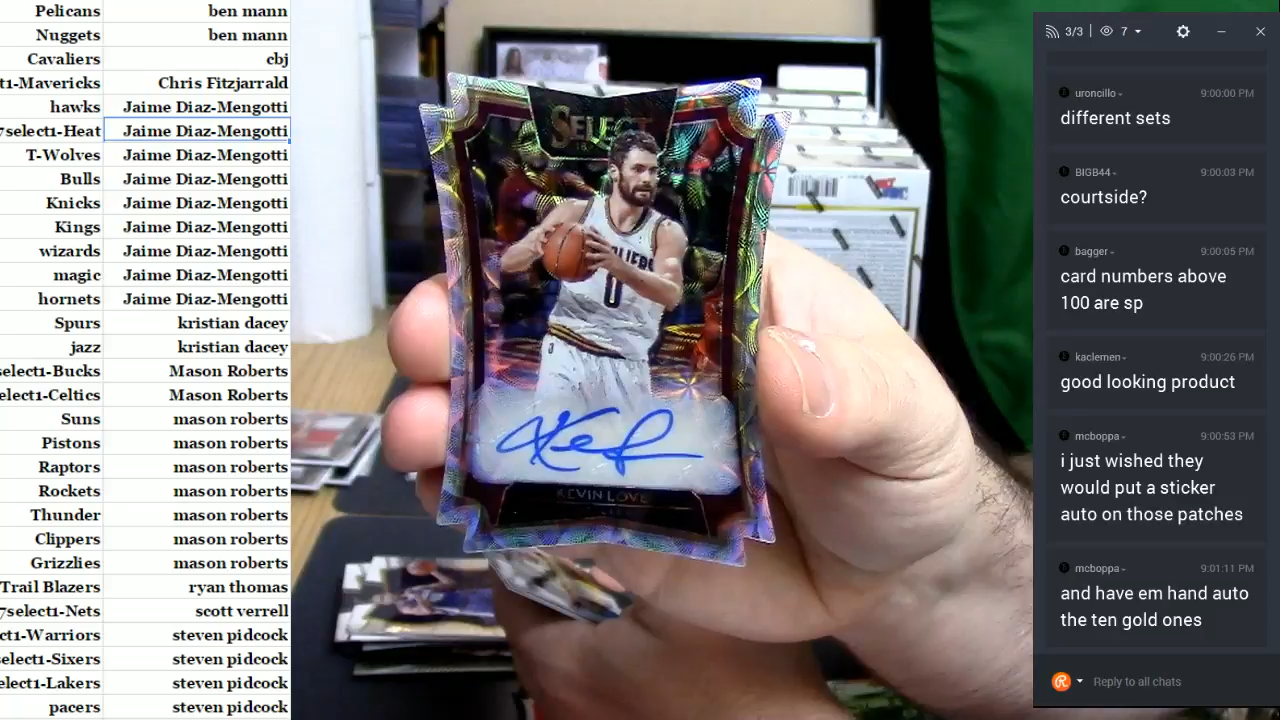 Pelicans ben mann
Nuggets ben mann
Cavaliers cbj
t1-Mavericks Chris Fitzjarrald
hawks Jaime Diaz-Mengotti
7select1-Heat Jaime Diaz-Mengotti
T-Wolves Jaime Diaz-Mengotti
Bulls Jaime Diaz-Mengotti
Knicks Jaime Diaz-Mengotti
Kings Jaime Diaz-Mengotti
wizards Jaime Diaz-Mengotti
magic Jaime Diaz-Mengotti
hornets Jaime Diaz-Mengotti
Spurs kristian dacey
jazz kristian dacey
select1-Bucks Mason Roberts
elect1-Celtics Mason Roberts
Suns mason roberts
Pistons mason roberts
Raptors mason roberts
Rockets mason roberts
Thunder mason roberts
Clippers mason roberts
Grizzlies mason roberts
Trail Blazers ryan thomas
7select1-Nets scott verrell
ct1-Warriors steven pidcock
select1-Sixers steven pidcock
elect1-Lakers steven pidcock
pacers steven pidcock
SELECT
0
KEVIN LOVE
3/3 7
uroncillo 9:00:00 PM
different sets
BIGB44 9:00:03 PM
courtside?
bagger 9:00:05 PM
card numbers above
100 are sp
kaclemen 9:00:26 PM
good looking product
mcboppa 9:00:53 PM
i just wished they
would put a sticker
auto on those patches
mcboppa 9:01:11 PM
and have em hand auto
the ten gold ones
Reply to all chats